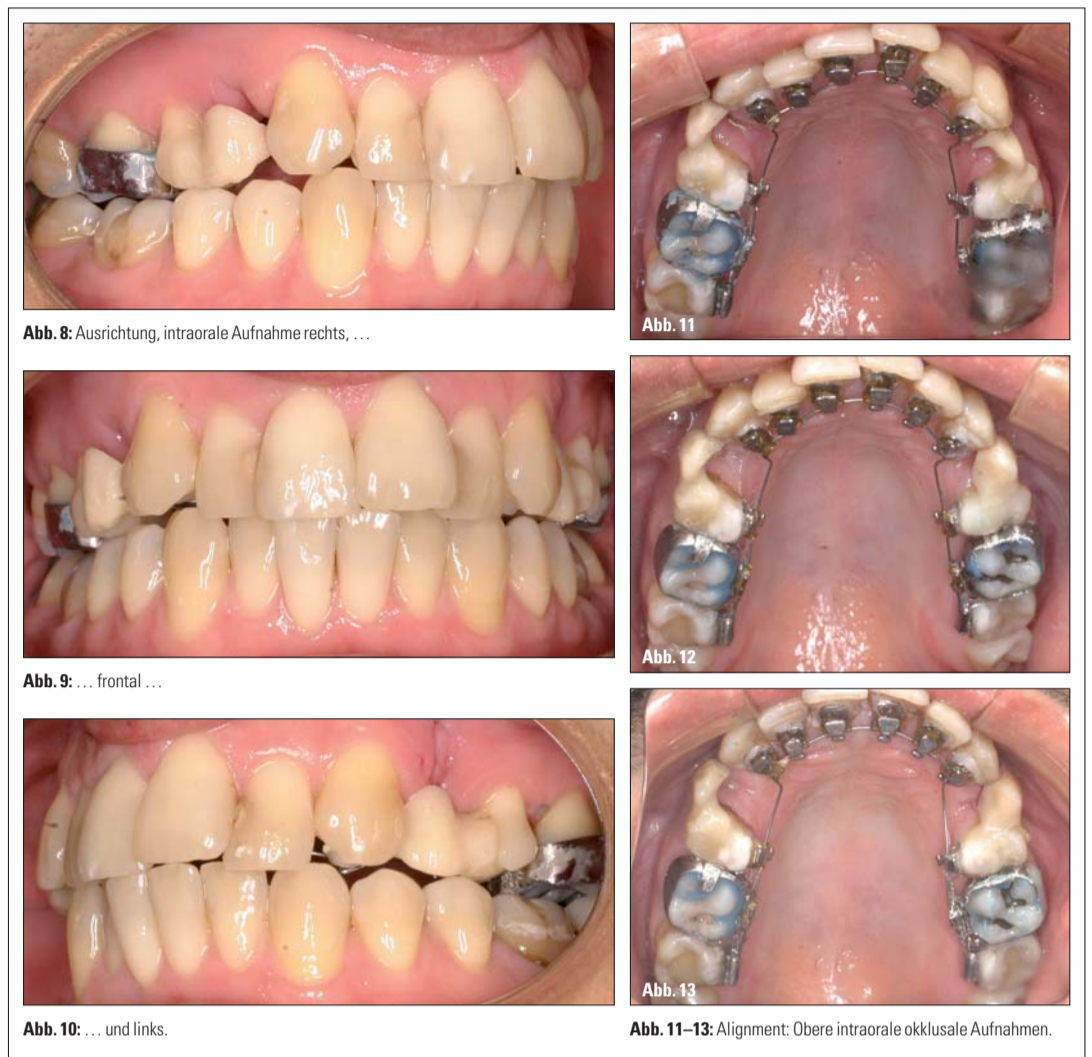 Abb. 8: Ausrichtung, intraorale Aufnahme rechts, …
Abb. 9: … frontal …
Abb. 10: … und links.
Abb. 11
Abb. 12
Abb. 13
Abb. 11–13: Alignment: Obere intraorale okklusale Aufnahmen.